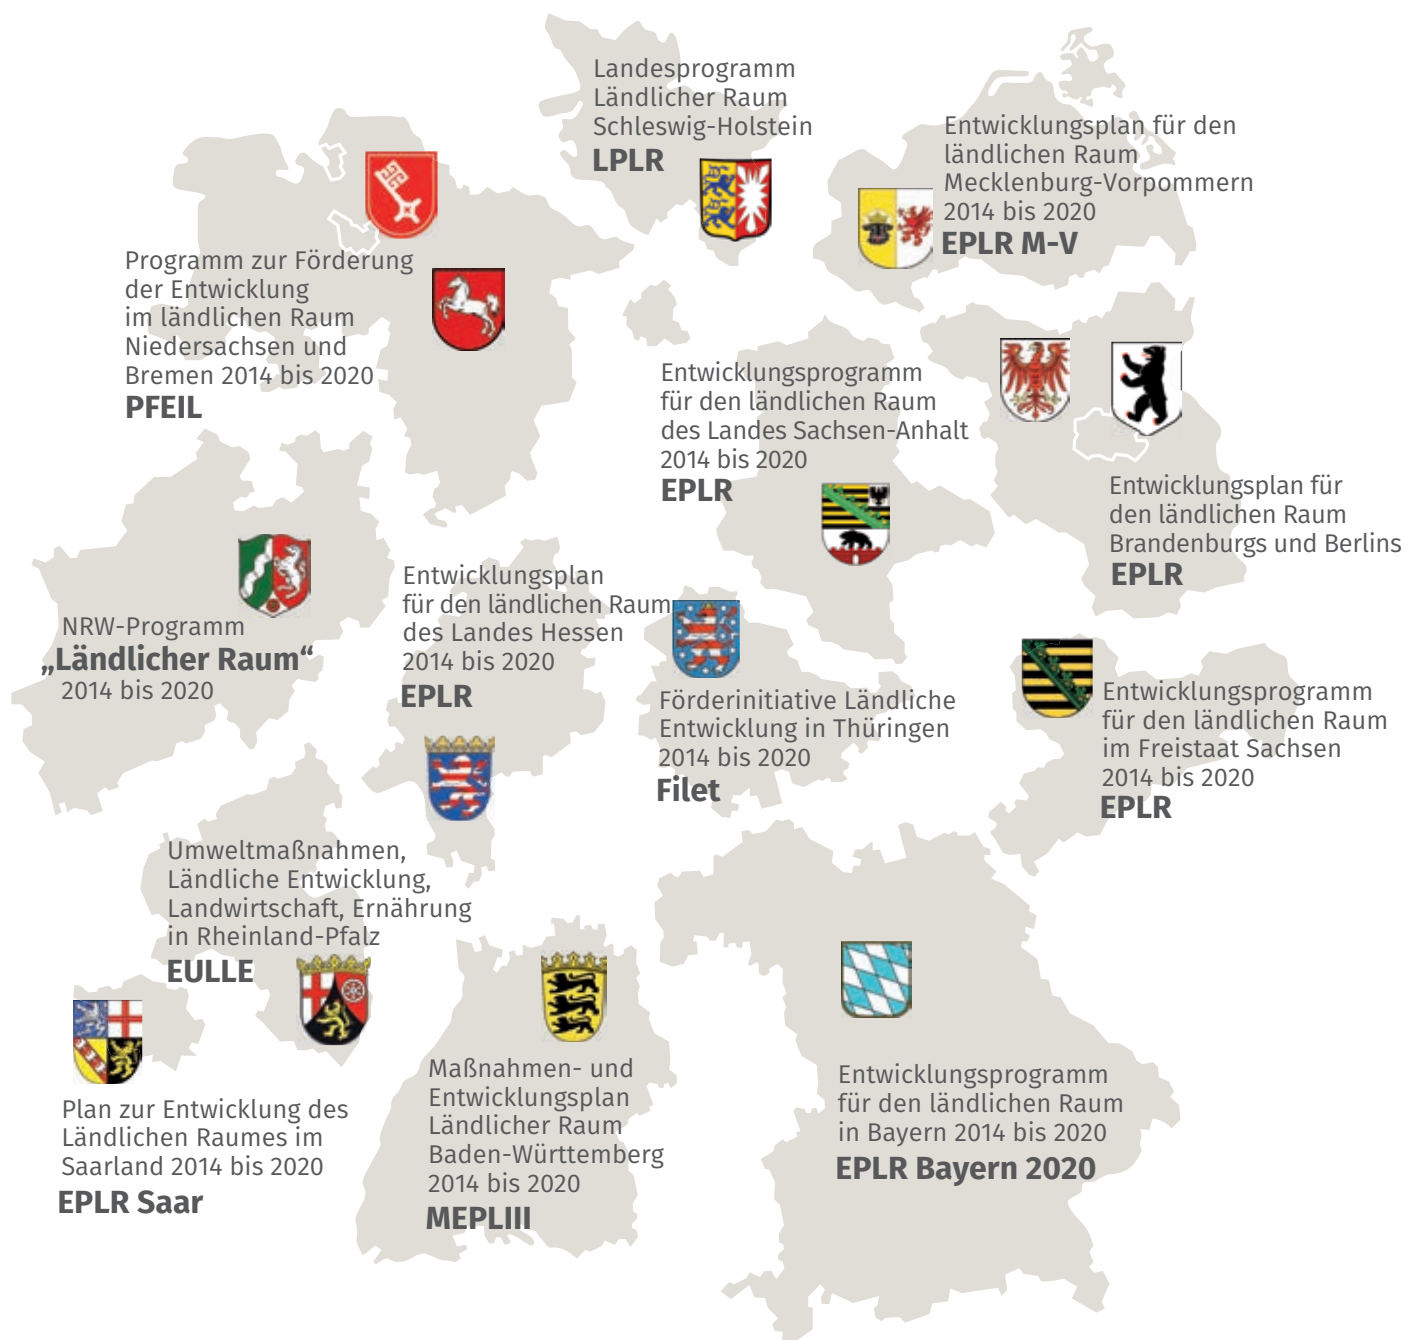 Landesprogramm
Ländlicher Raum
Schleswig-Holstein
LPLR
Entwicklungsplan für den
ländlichen Raum
Mecklenburg-Vorpommern
2014 bis 2020
EPLR M-V
Programm zur Förderung
der Entwicklung
im ländlichen Raum
Niedersachsen und
Bremen 2014 bis 2020
PFEIL
Entwicklungsprogramm
für den ländlichen Raum
des Landes Sachsen-Anhalt
2014 bis 2020
EPLR
Entwicklungsplan für
den ländlichen Raum
Brandenburgs und Berlins
EPLR
NRW-Programm
„Ländlicher Raum“
2014 bis 2020
Entwicklungsplan
für den ländlichen Raum
des Landes Hessen
2014 bis 2020
EPLR
Förderinitiative Ländliche
Entwicklung in Thüringen
2014 bis 2020
Filet
Entwicklungsprogramm
für den ländlichen Raum
im Freistaat Sachsen
2014 bis 2020
EPLR
Umweltmaßnahmen,
Ländliche Entwicklung,
Landwirtschaft, Ernährung
in Rheinland-Pfalz
EULLE
Plan zur Entwicklung des
Ländlichen Raumes im
Saarland 2014 bis 2020
EPLR Saar
Maßnahmen- und
Entwicklungsplan
Ländlicher Raum
Baden-Württemberg
2014 bis 2020
MEPLIII
Entwicklungsprogramm
für den ländlichen Raum
in Bayern 2014 bis 2020
EPLR Bayern 2020